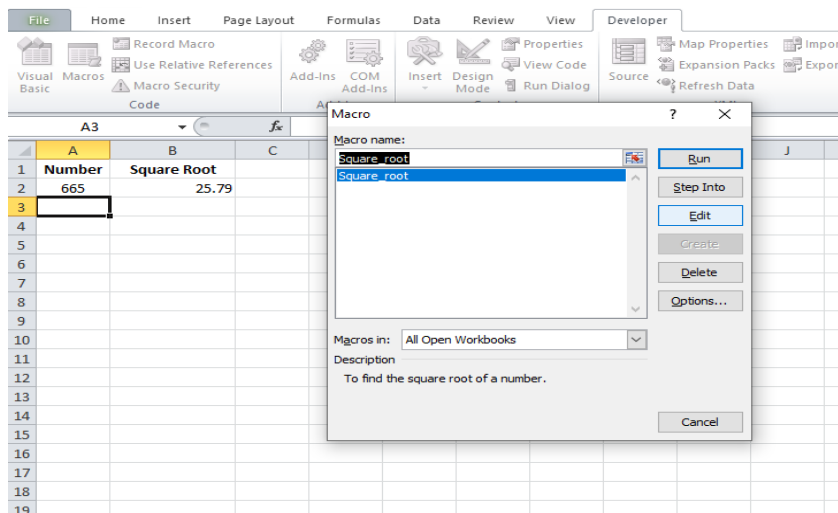 File Home Insert Page Layout Formulas Data Review View Developer
Record Macro
Use Relative References
Macro Security
Visual Basic
Macros
Code
Add-Ins
COM Add-Ins
Insert
Design Mode
Properties
View Code
Run Dialog
Source
Map Properties
Expansion Packs
Refresh Data
Impor
Expor
A3 fx
Macro ? X
Macro name:
Square_root
Square_root
Run
Step Into
Edit
Create
Delete
Options...
Macros in: All Open Workbooks
Description
To find the square root of a number.
Cancel
A B C J
1 Number Square Root
2 665 25.79
3
4
5
6
7
8
9
10
11
12
13
14
15
16
17
18
19